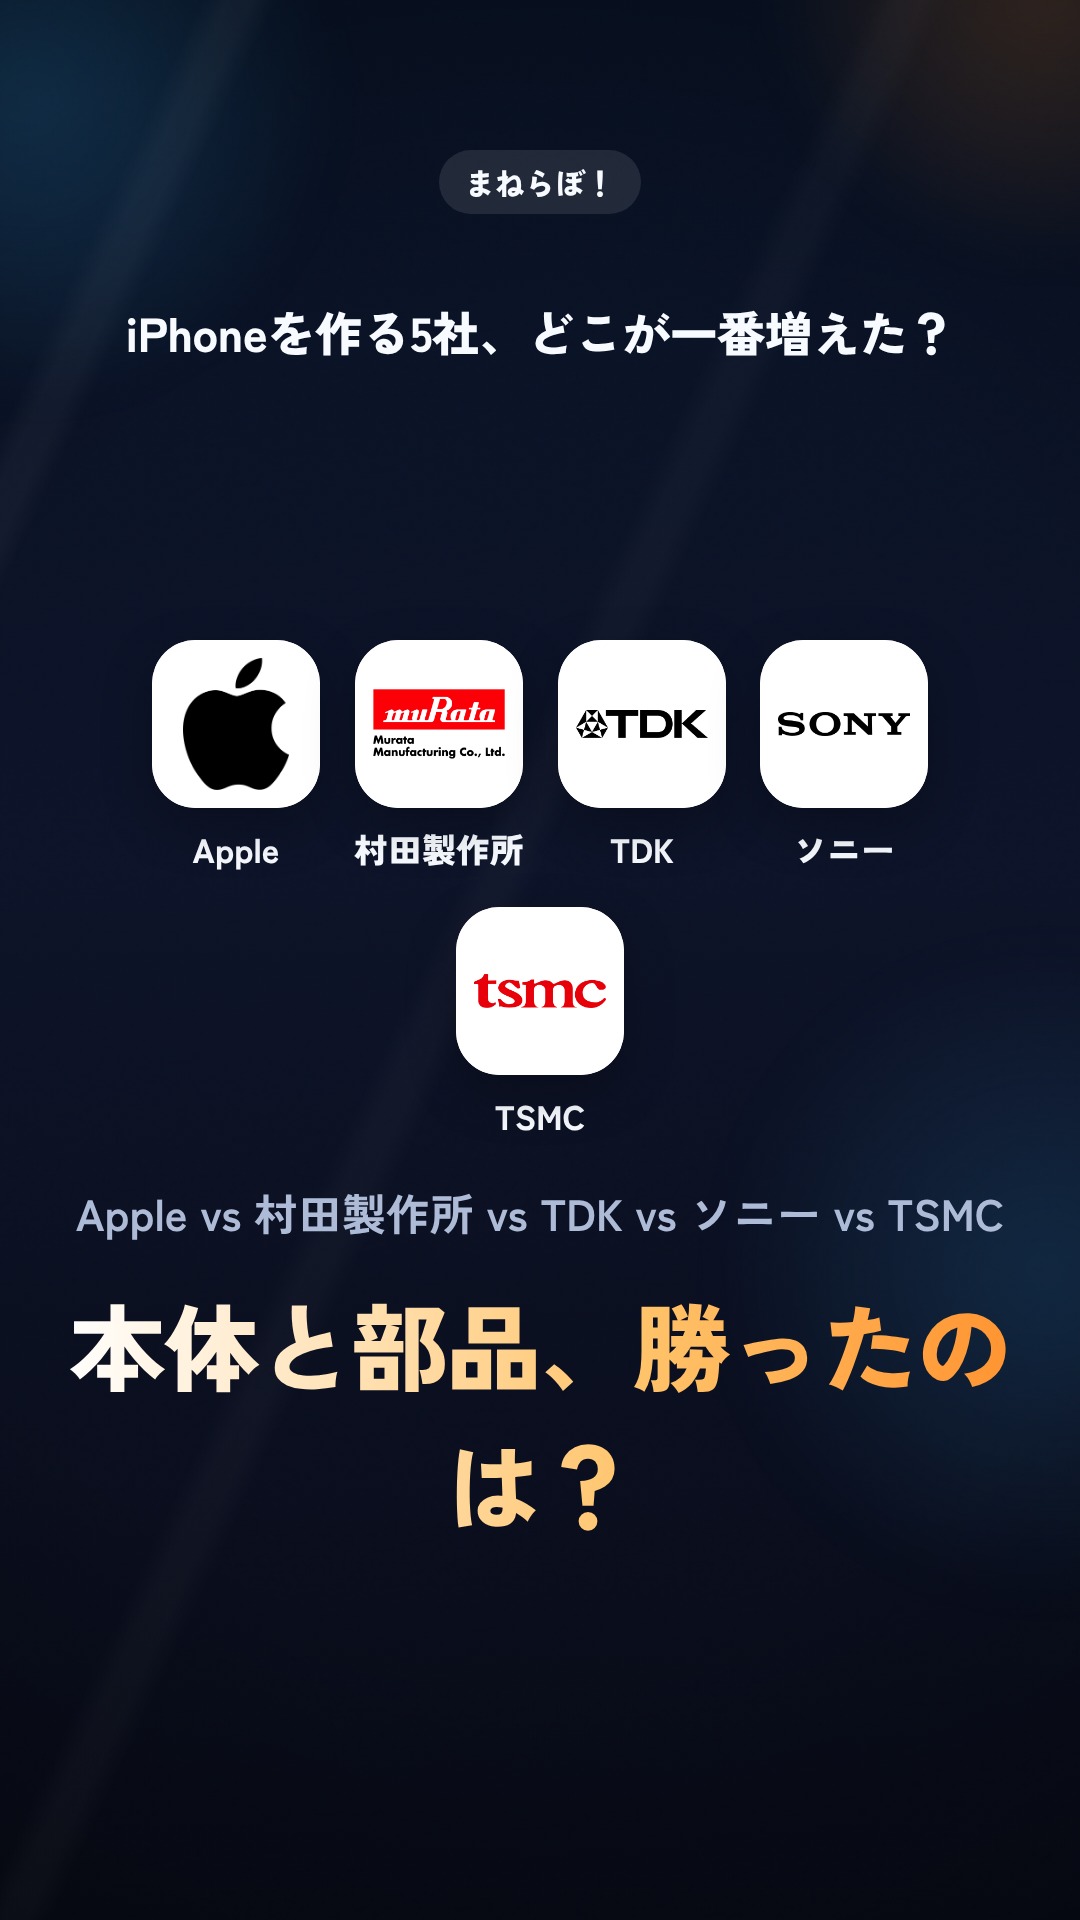 まねらぼ！
iPhoneを作る5社、どこが一番増えた？
muRata
Murata
Manufacturing Co., Ltd.
TDK
SONY
Apple
村田製作所
TDK
ソニー
tsmc
TSMC
Apple vs 村田製作所 vs TDK vs ソニー vs TSMC
本体と部品、勝ったの
は？